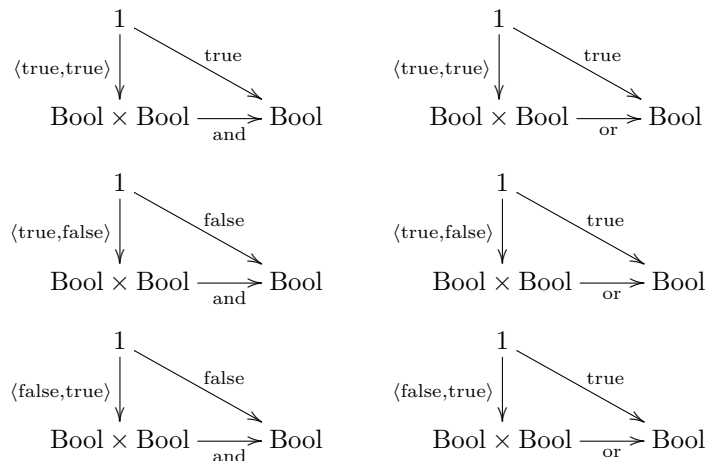 1 1
⟨true,true⟩ true ⟨true,true⟩ true
Bool × Bool and Bool Bool × Bool or Bool
1 1
⟨true,false⟩ false ⟨true,false⟩ true
Bool × Bool and Bool Bool × Bool or Bool
1 1
⟨false,true⟩ false ⟨false,true⟩ true
Bool × Bool and Bool Bool × Bool or Bool